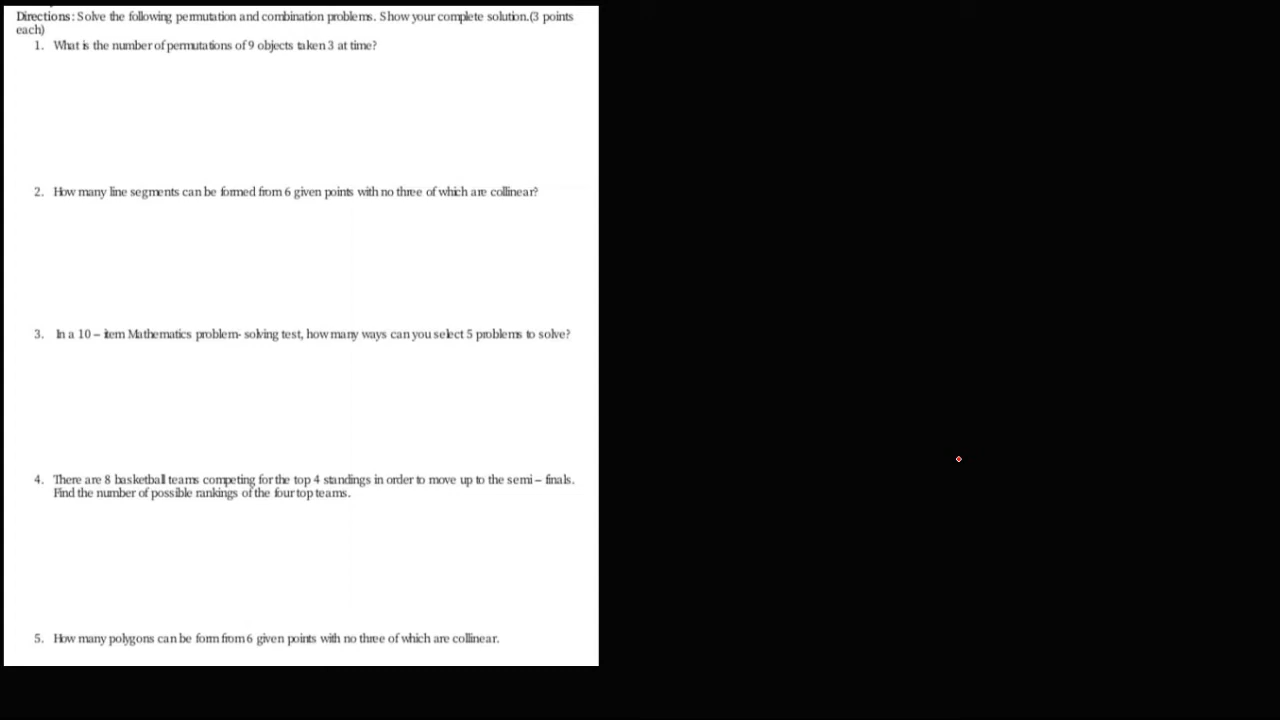 Directions: Solve the following permutation and combination problems. Show your complete solution.(3 points
each)
1. What is the number of permutations of 9 objects taken 3 at time?
2. How many line segments can be formed from 6 given points with no three of which are collinear?
3. In a 10 – item Mathematics problem- solving test, how many ways can you select 5 problems to solve?
4. There are 8 basketball teams competing for the top 4 standings in order to move up to the semi – finals.
Find the number of possible rankings of the four top teams.
5. How many polygons can be form from 6 given points with no three of which are collinear.